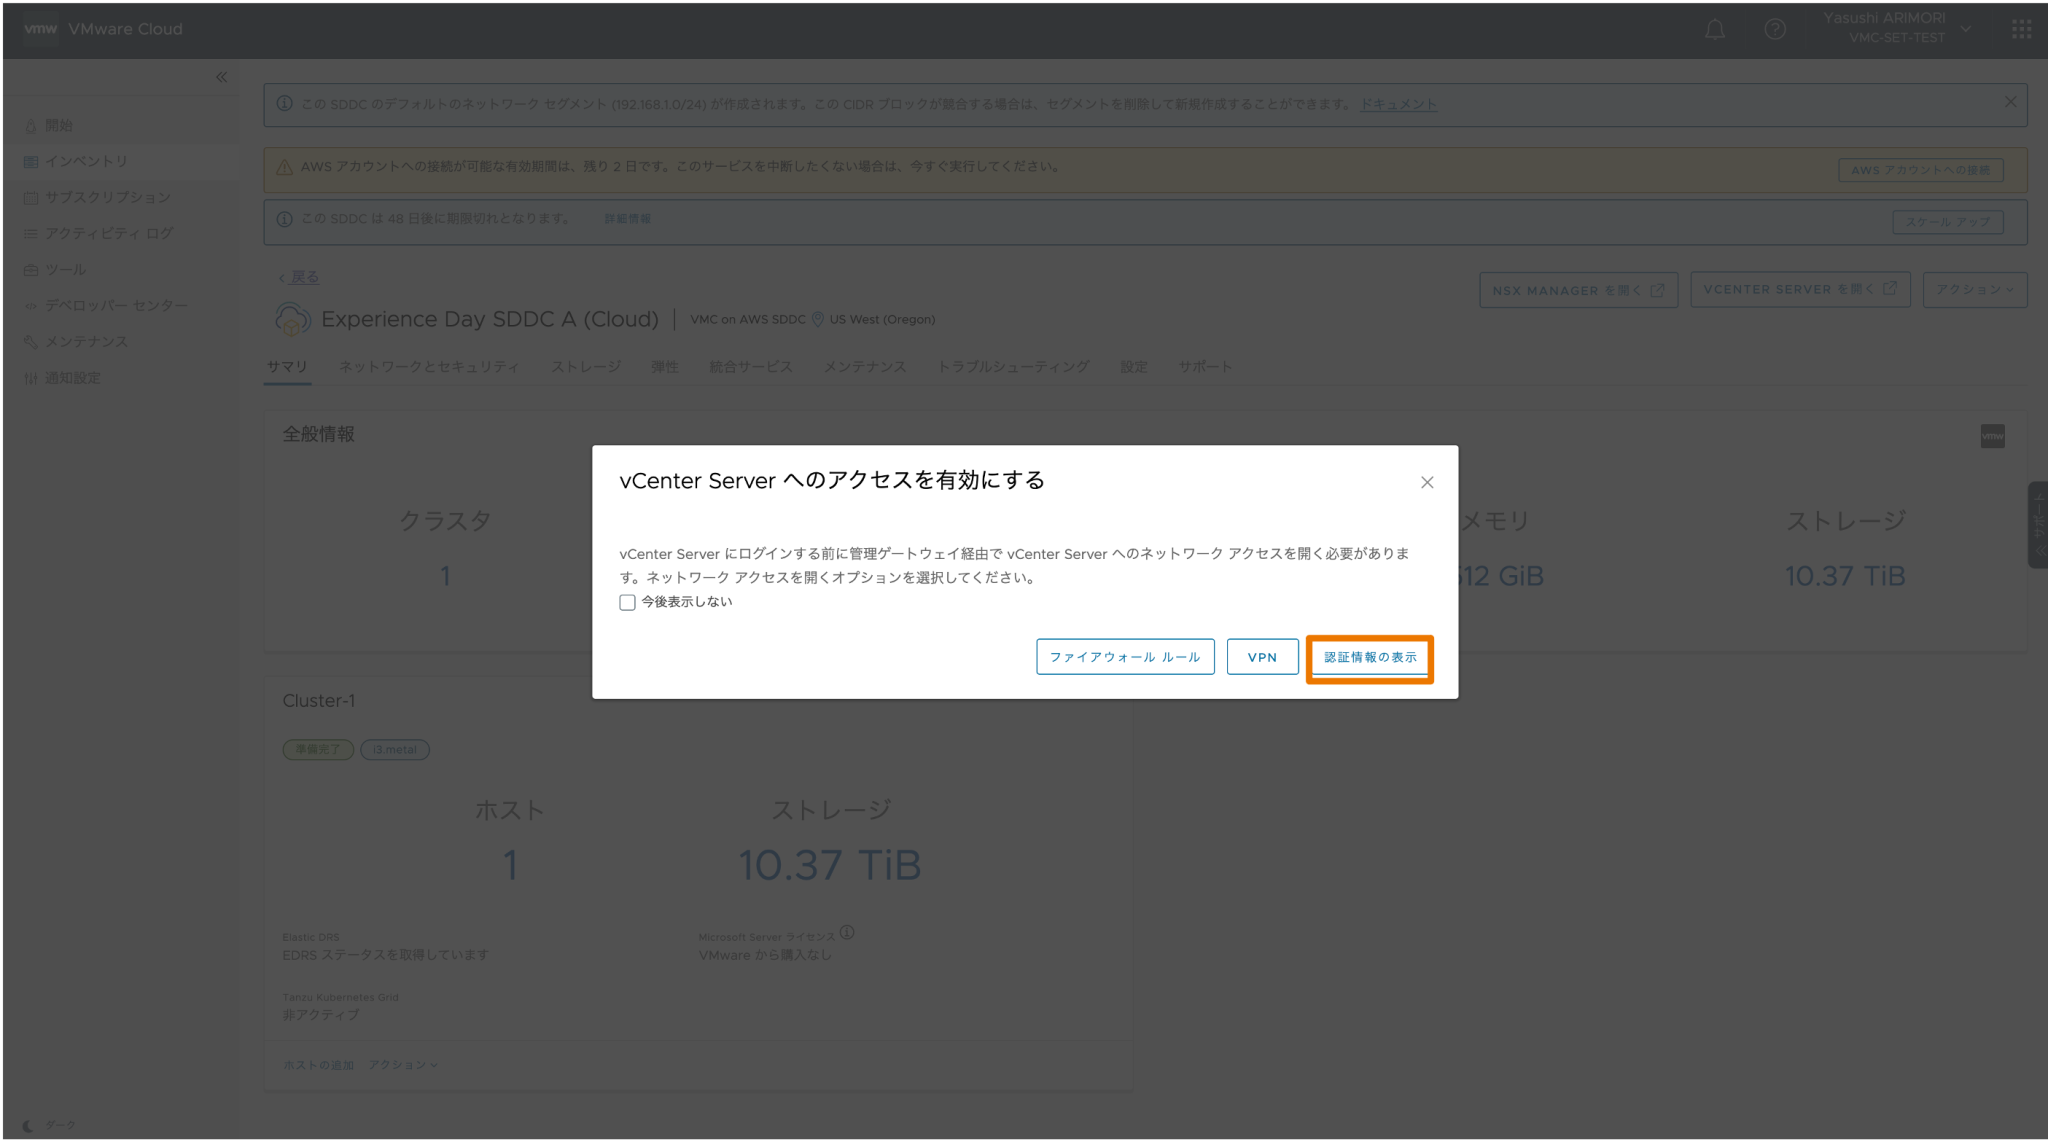 vmw VMware Cloud
Yasushi ARIMORI
VMC-SET-TEST
開始
インベントリ
サブスクリプション
アクティビティ ログ
ツール
デベロッパー センター
メンテナンス
通知設定
ダーク
この SDDC のデフォルトのネットワーク セグメント (192.168.1.0/24) が作成されます。この CIDR ブロックが競合する場合は、セグメントを削除して新規作成することができます。 ドキュメント
AWS アカウントへの接続が可能な有効期間は、残り 2 日です。このサービスを中断したくない場合は、今すぐ実行してください。
AWS アカウントへの接続
この SDDC は 48 日後に期限切れとなります。 詳細情報
スケール アップ
戻る
Experience Day SDDC A (Cloud) | VMC on AWS SDDC US West (Oregon)
NSX MANAGER を開く
VCENTER SERVER を開く
アクション
サマリ ネットワークとセキュリティ ストレージ 弾性 統合サービス メンテナンス トラブルシューティング 設定 サポート
全般情報
vmw
クラスタ
1
メモリ
512 GiB
ストレージ
10.37 TiB
サポート
vCenter Server へのアクセスを有効にする
vCenter Server にログインする前に管理ゲートウェイ経由で vCenter Server へのネットワーク アクセスを開く必要がありま
す。ネットワーク アクセスを開くオプションを選択してください。
今後表示しない
ファイアウォール ルール
VPN
認証情報の表示
Cluster-1
準備完了 i3.metal
ホスト
1
ストレージ
10.37 TiB
Elastic DRS
EDRS ステータスを取得しています
Microsoft Server ライセンス
VMware から購入なし
Tanzu Kubernetes Grid
非アクティブ
ホストの追加 アクション